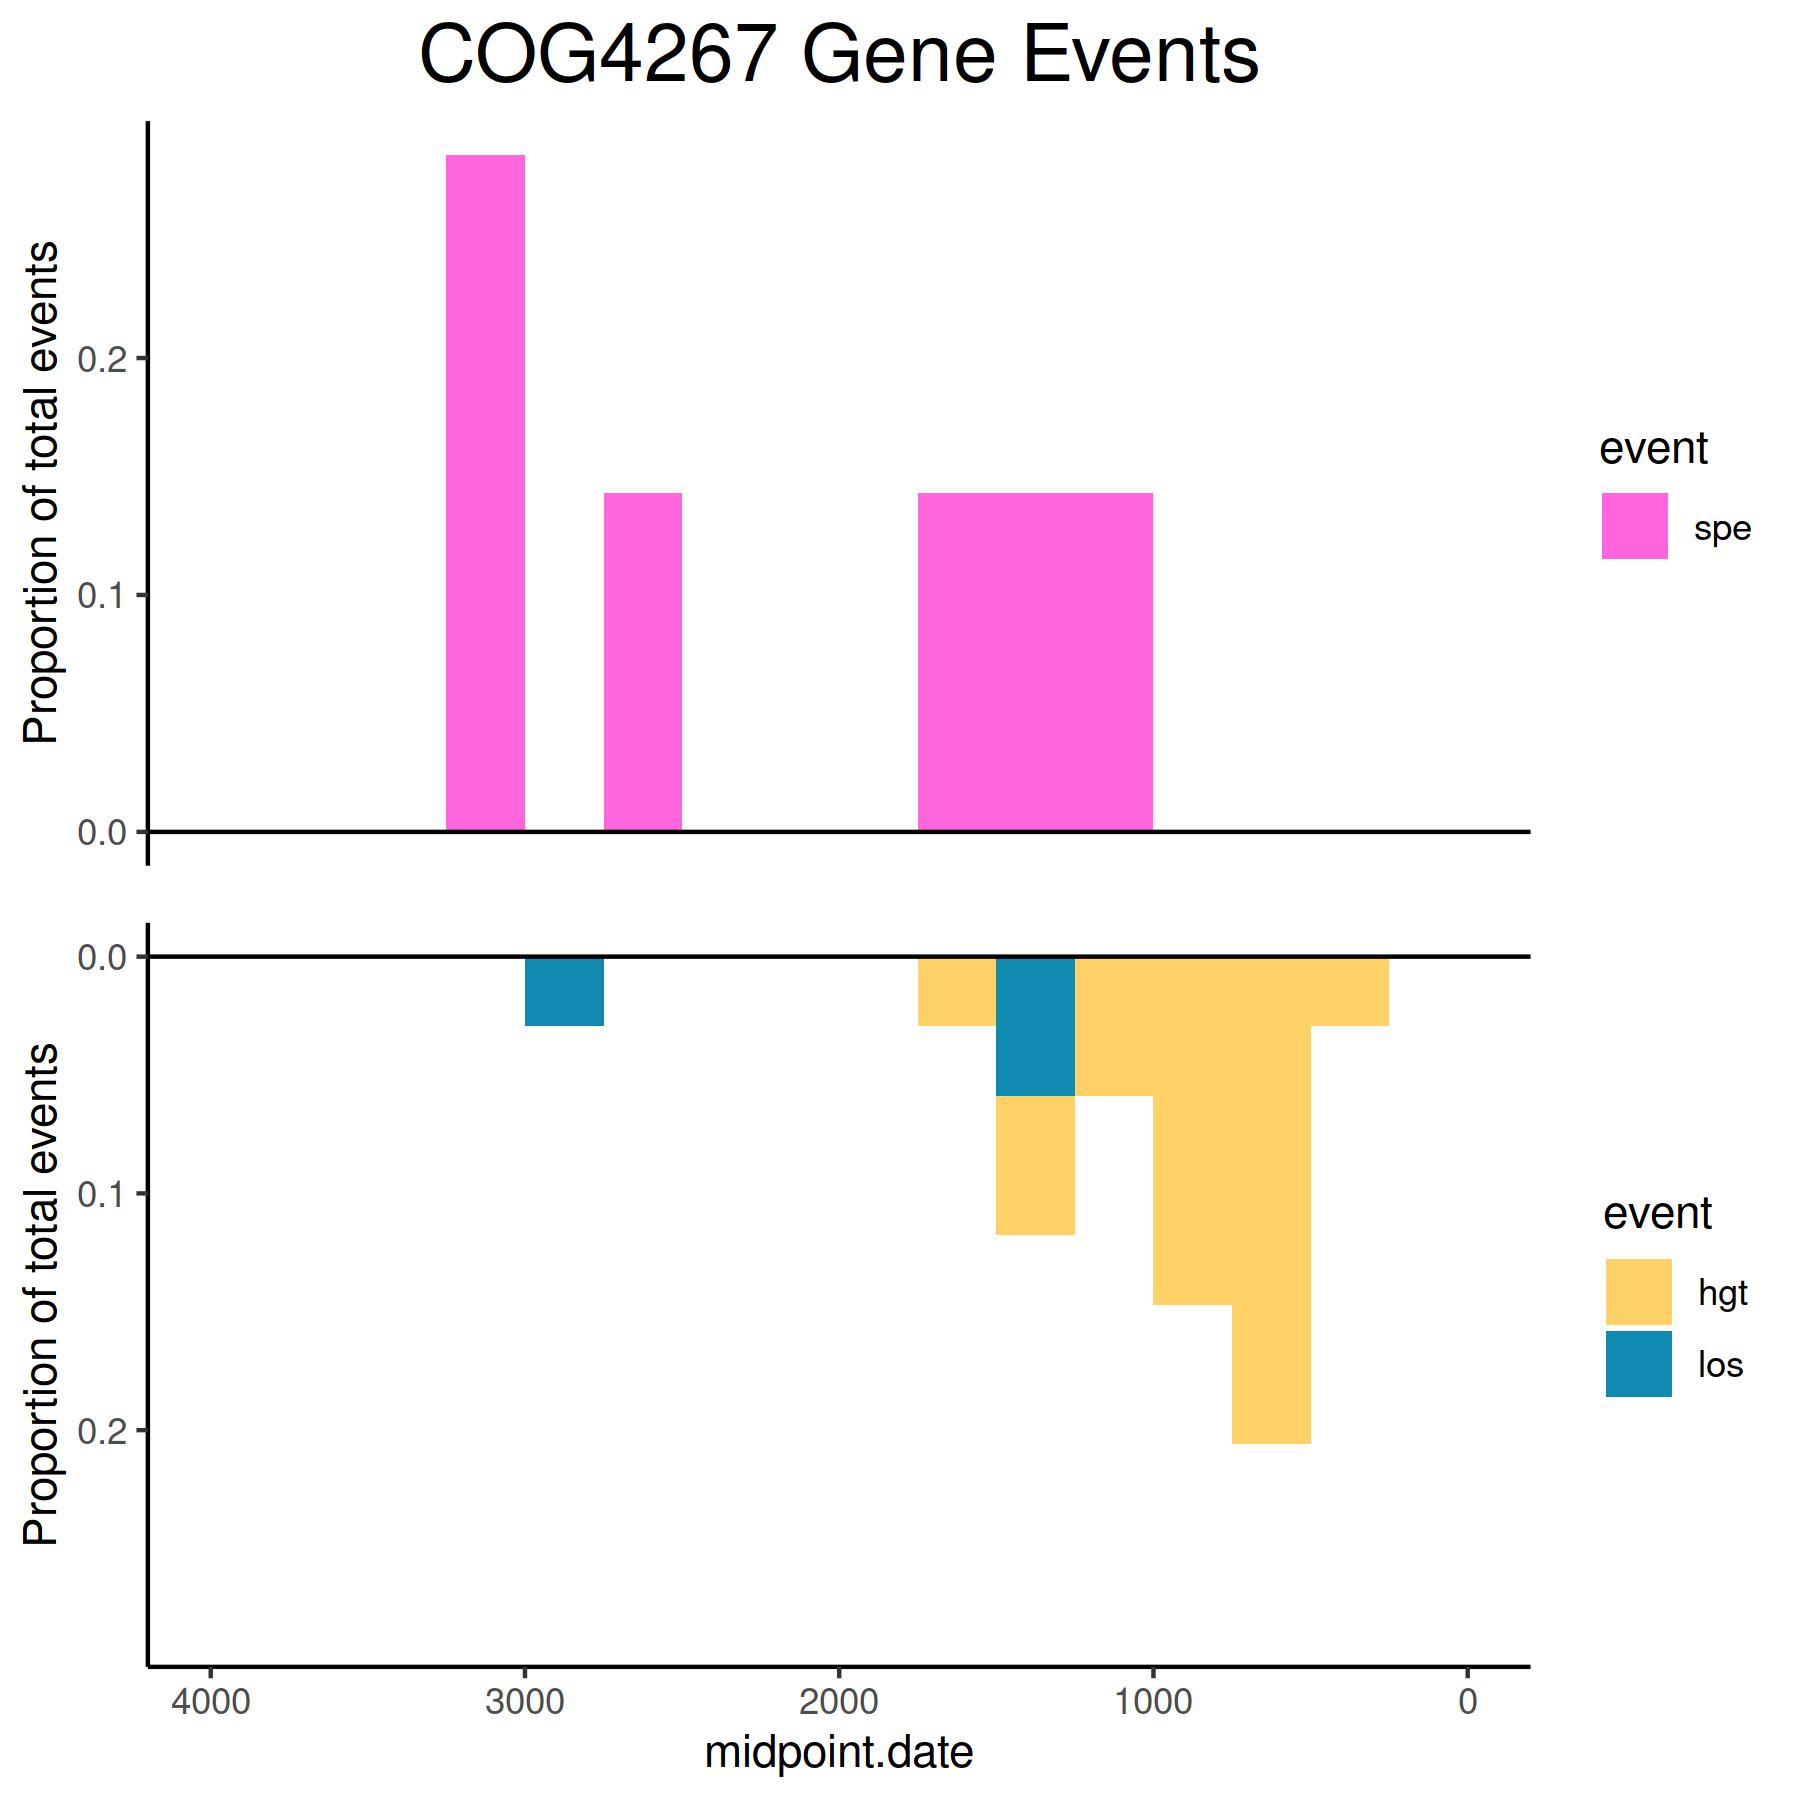 COG4267 Gene Events
Proportion of total events
0.2
0.1
0.0
event
spe
Proportion of total events
0.0
0.1
0.2
event
hgt
los
4000 3000 2000 1000 0
midpoint.date